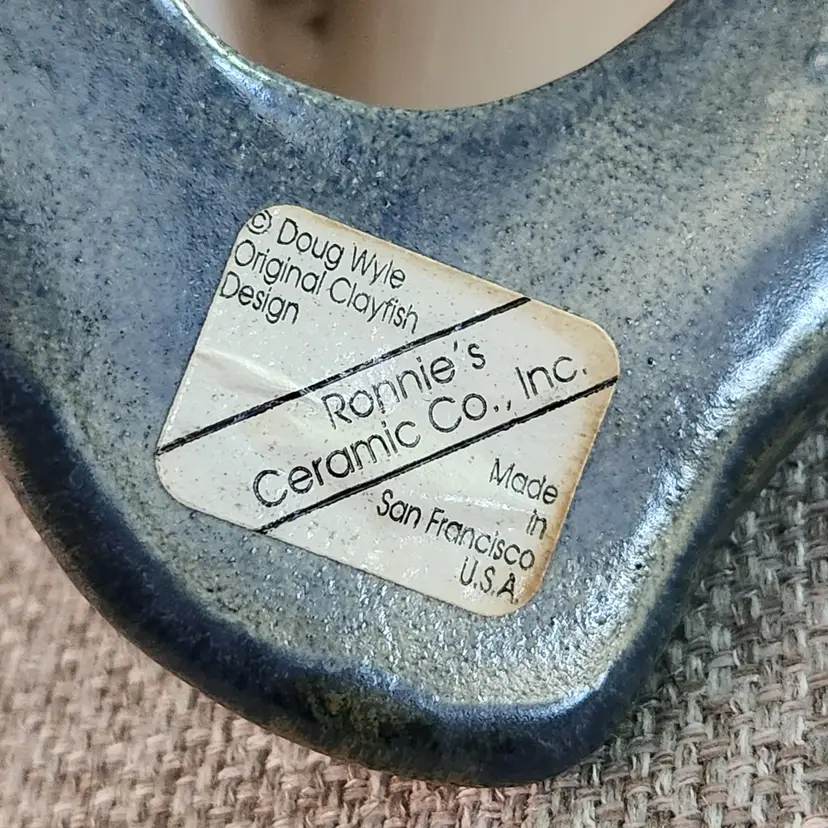 © Doug Wyle
Original Clayfish
Design
Ronnie's
Ceramic Co., Inc.
Made
in
San Francisco
U.S.A.